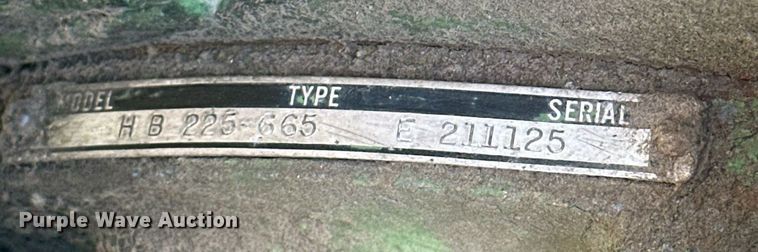 MODEL TYPE SERIAL
H B 225-665 E 211125
Purple Wave Auction